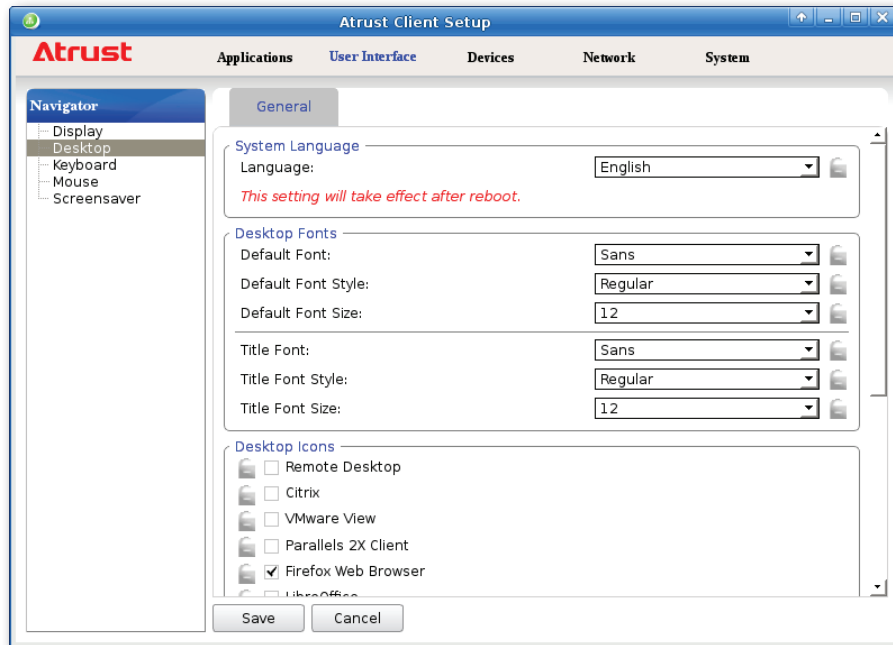 Atrust Client Setup
Atrust
Applications User Interface Devices Network System
Navigator
Display
Desktop
Keyboard
Mouse
Screensaver
General
System Language
Language: English
This setting will take effect after reboot.
Desktop Fonts
Default Font: Sans
Default Font Style: Regular
Default Font Size: 12
Title Font: Sans
Title Font Style: Regular
Title Font Size: 12
Desktop Icons
Remote Desktop
Citrix
VMware View
Parallels 2X Client
Firefox Web Browser
LibreOffice
Save Cancel